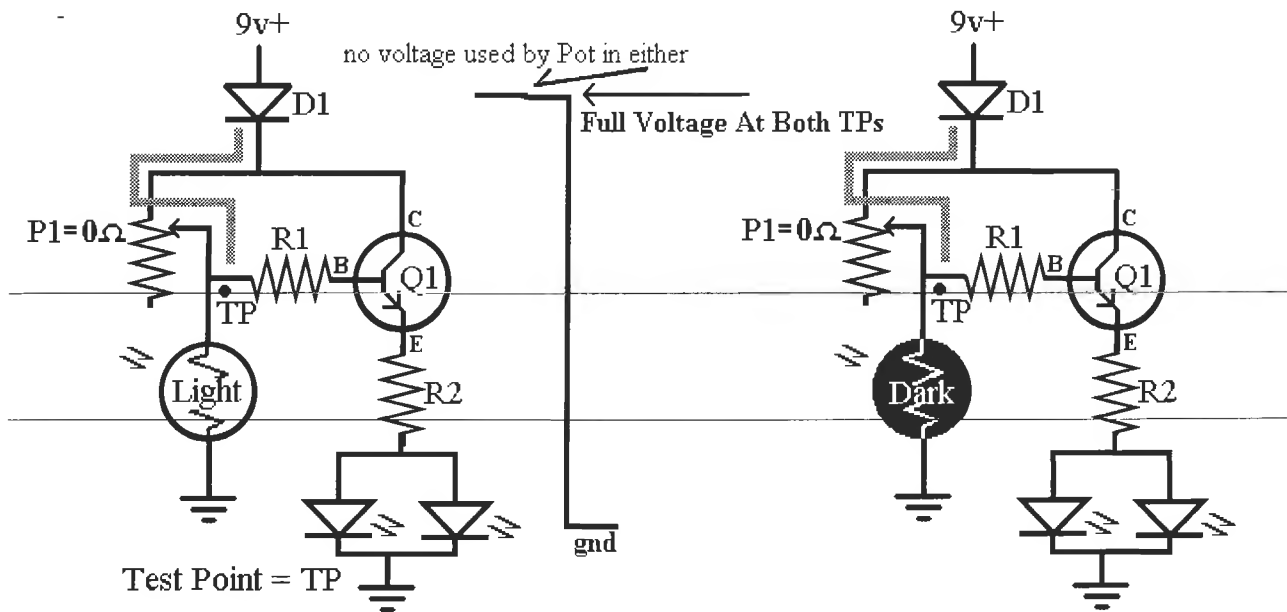 9v+
no voltage used by Pot in either
9v+
D1
Full Voltage At Both TPs
D1
C
C
P1=0Ω
R1
B
Q1
P1=0Ω
R1
B
Q1
TP
TP
E
E
Light
R2
Dark
R2
gnd
Test Point = TP